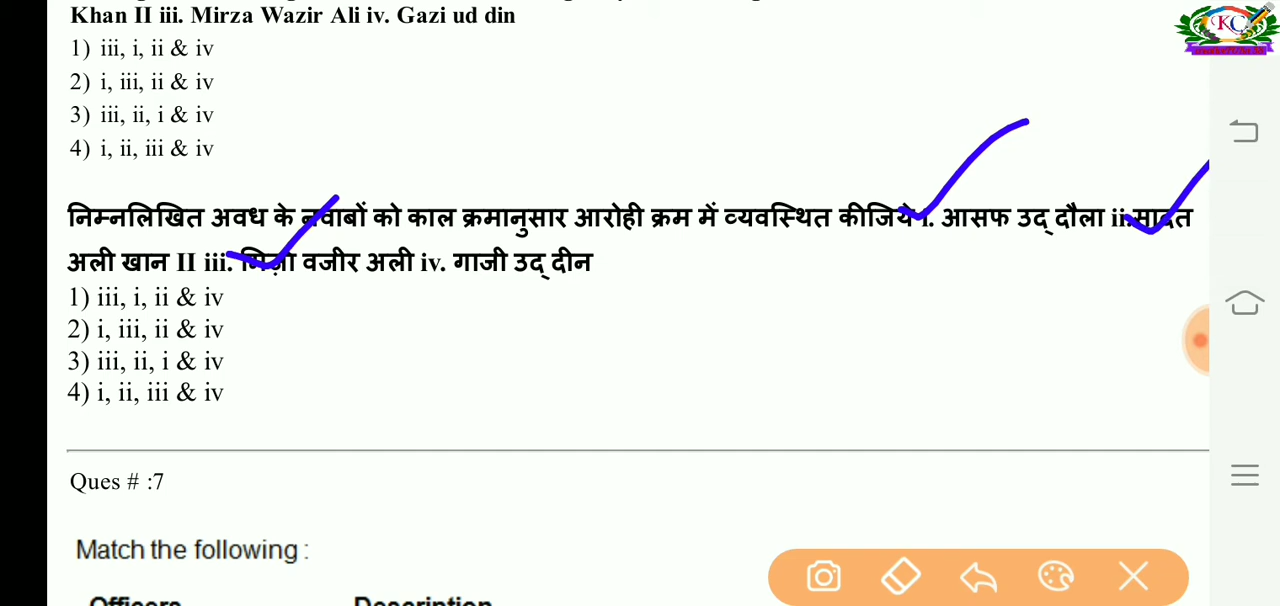 Khan II iii. Mirza Wazir Ali iv. Gazi ud din
1) iii, i, ii & iv
2) i, iii, ii & iv
3) iii, ii, i & iv
4) i, ii, iii & iv
निम्नलिखित अवध के नवाबों को काल क्रमानुसार आरोही क्रम में व्यवस्थित कीजिये i. आसफ उद् दौला ii.सादत
अली खान II iii. मिर्ज़ा वजीर अली iv. गाजी उद् दीन
1) iii, i, ii & iv
2) i, iii, ii & iv
3) iii, ii, i & iv
4) i, ii, iii & iv
Ques # :7
Match the following :
Officers Description
KC